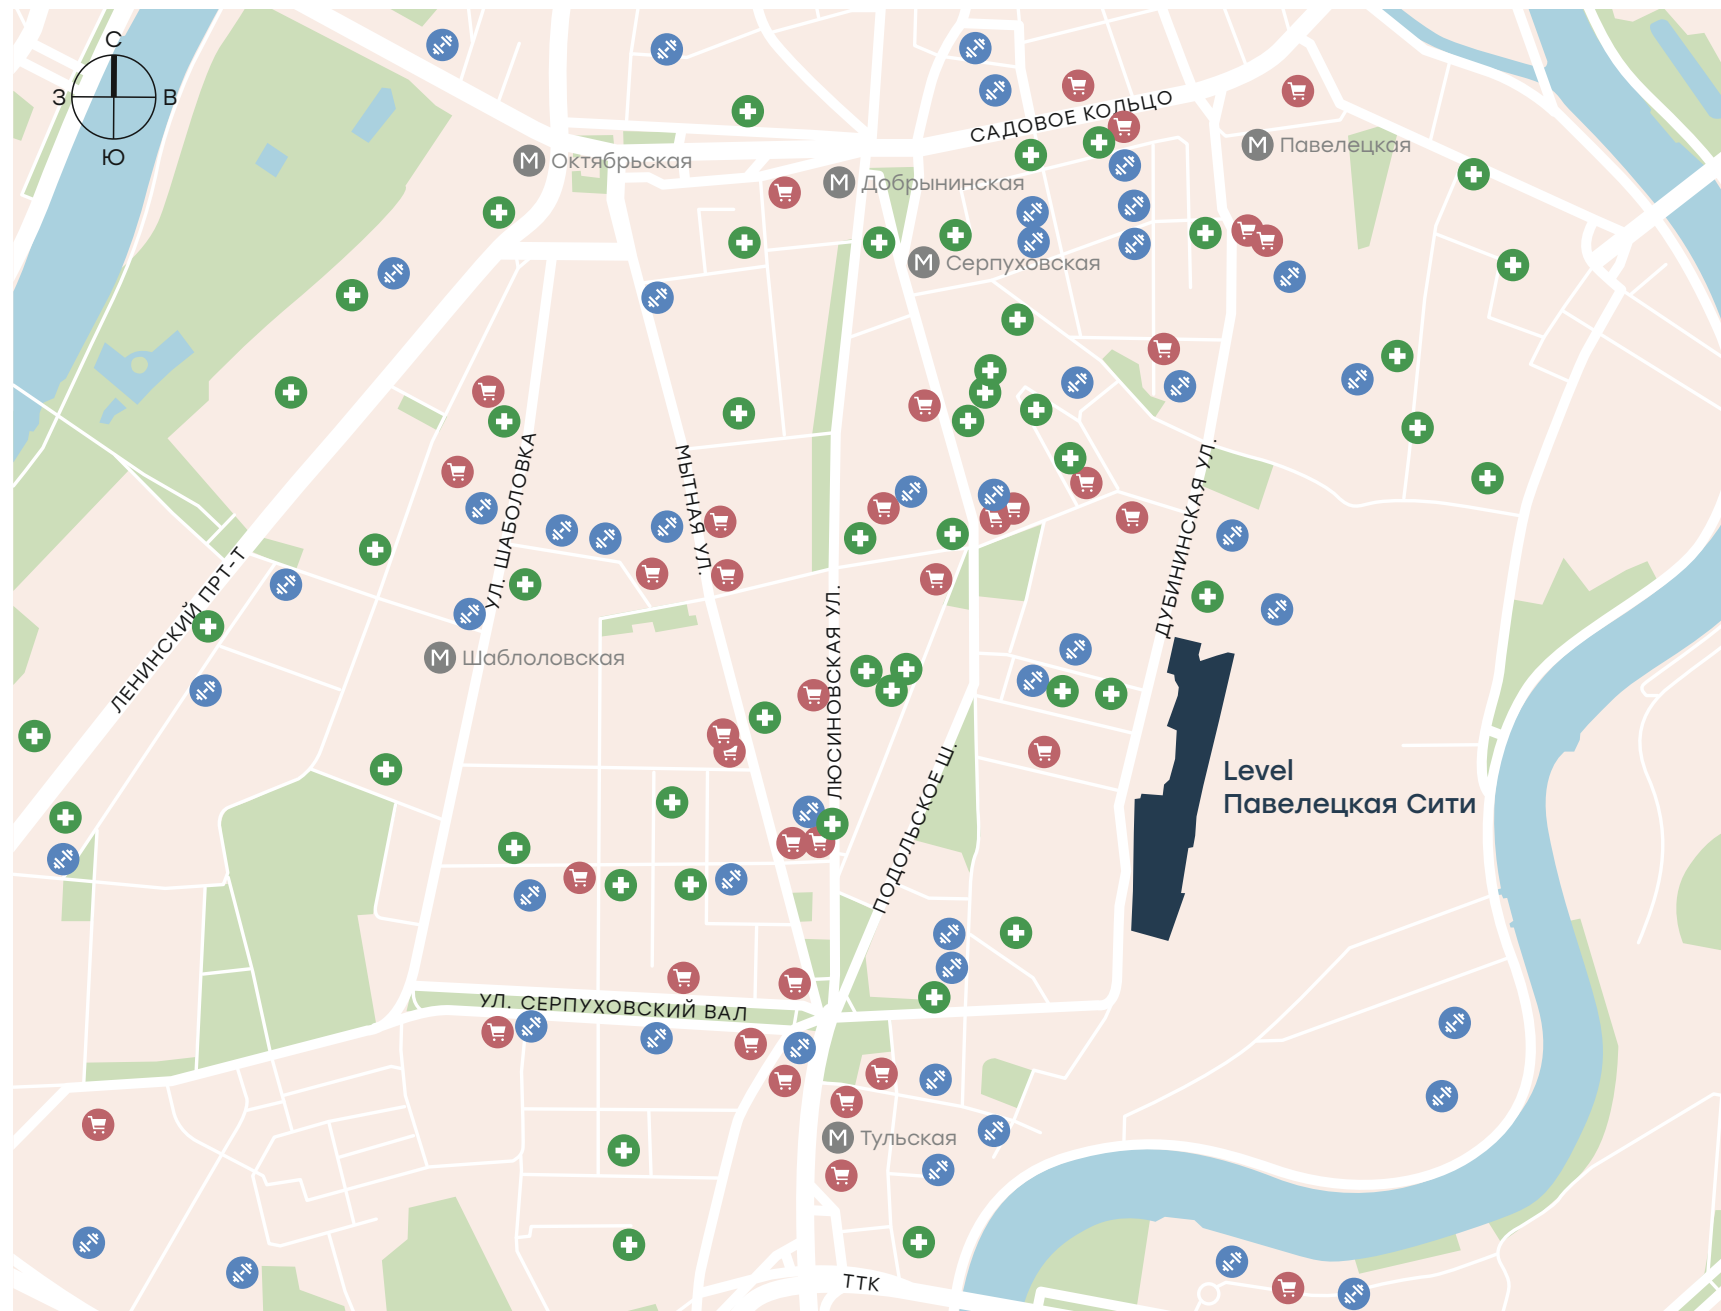 С
З
В
Ю
САДОВОЕ КОЛЬЦО
М Октябрьская
М Павелецкая
М Добрынинская
М Серпуховская
УЛ. ШАБОЛОВКА
МЫТНАЯ УЛ.
ДУБИНИНСКАЯ УЛ.
ЛЕНИНСКИЙ ПРТ-Т
М Шаблоловская
ЛЮСИНОВСКАЯ УЛ.
ПОДОЛЬСКОЕ Ш.
Level
Павелецкая Сити
УЛ. СЕРПУХОВСКИЙ ВАЛ
М Тульская
ТТК